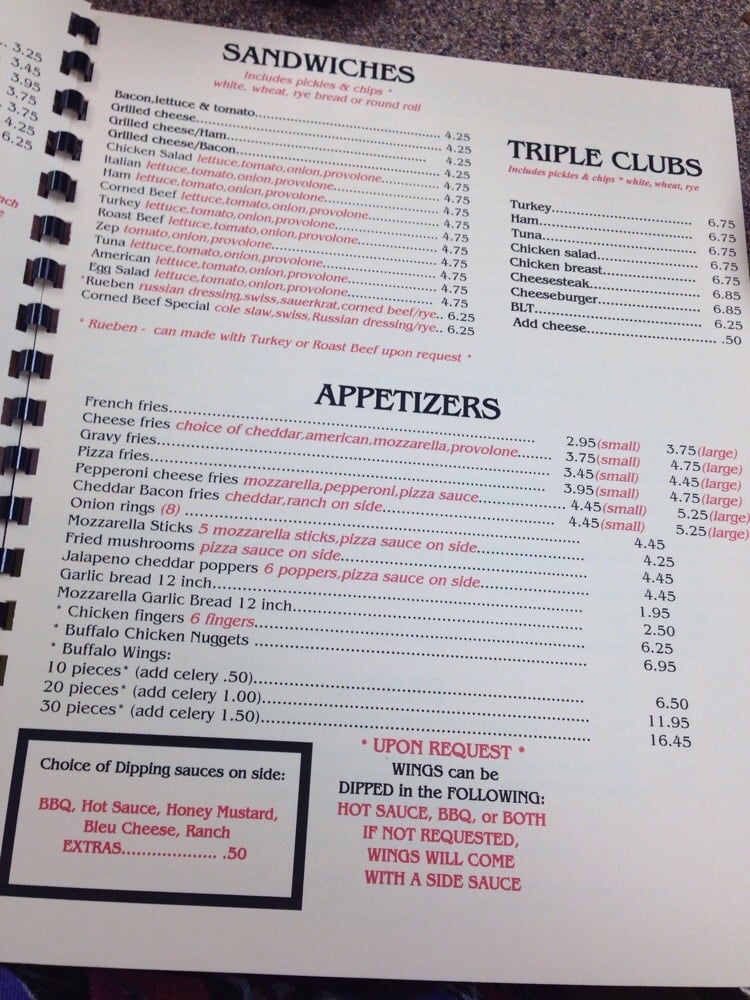 3.25
3.45
3.95
3.75
3.75
4.25
6.25
SANDWICHES
Includes pickles & chips *
white, wheat, rye bread or round roll
Bacon,lettuce & tomato.......... 4.25
Grilled cheese.......... 4.25
Grilled cheese/Ham.......... 4.25
Grilled cheese/Bacon.......... 4.25
Chicken Salad lettuce,tomato,onion,provolone.......... 4.75
Italian lettuce,tomato,onion,provolone.......... 4.75
Ham lettuce,tomato,onion,provolone.......... 4.75
Corned Beef lettuce,tomato,onion,provolone.......... 4.75
Turkey lettuce,tomato,onion,provolone.......... 4.75
Roast Beef lettuce,tomato,onion,provolone.......... 4.75
Zep tomato,onion,provolone.......... 4.75
Tuna lettuce,tomato,onion,provolone.......... 4.75
American lettuce,tomato,onion,provolone.......... 4.75
Egg Salad lettuce,tomato,onion,provolone.......... 4.75
*Rueben russian dressing,swiss,sauerkrat,corned beef/rye.. 6.25
Corned Beef Special cole slaw,swiss,Russian dressing/rye.. 6.25
* Rueben - can made with Turkey or Roast Beef upon request *
TRIPLE CLUBS
Includes pickles & chips * white, wheat, rye
Turkey.......... 6.75
Ham.......... 6.75
Tuna.......... 6.75
Chicken salad.......... 6.75
Chicken breast.......... 6.75
Cheesesteak.......... 6.85
Cheeseburger.......... 6.85
BLT.......... 6.25
Add cheese.......... .50
APPETIZERS
French fries.......... 2.95(small) 3.75(large)
Cheese fries choice of cheddar,american,mozzarella,provolone.......... 3.75(small) 4.75(large)
Gravy fries.......... 3.45(small) 4.45(large)
Pizza fries.......... 3.95(small) 4.75(large)
Pepperoni cheese fries mozzarella,pepperoni,pizza sauce.......... 4.45(small) 5.25(large)
Cheddar Bacon fries cheddar,ranch on side.......... 4.45(small) 5.25(large)
Onion rings (8) .......... 4.45
Mozzarella Sticks 5 mozzarella sticks,pizza sauce on side.......... 4.25
Fried mushrooms pizza sauce on side.......... 4.45
Jalapeno cheddar poppers 6 poppers,pizza sauce on side.......... 4.45
Garlic bread 12 inch.......... 1.95
Mozzarella Garlic Bread 12 inch.......... 2.50
* Chicken fingers 6 fingers.......... 6.25
* Buffalo Chicken Nuggets .......... 6.95
* Buffalo Wings:
10 pieces* (add celery .50).......... 6.50
20 pieces* (add celery 1.00).......... 11.95
30 pieces* (add celery 1.50).......... 16.45
Choice of Dipping sauces on side:
BBQ, Hot Sauce, Honey Mustard,
Bleu Cheese, Ranch
EXTRAS................... .50
* UPON REQUEST *
WINGS can be
DIPPED in the FOLLOWING:
HOT SAUCE, BBQ, or BOTH
IF NOT REQUESTED,
WINGS WILL COME
WITH A SIDE SAUCE